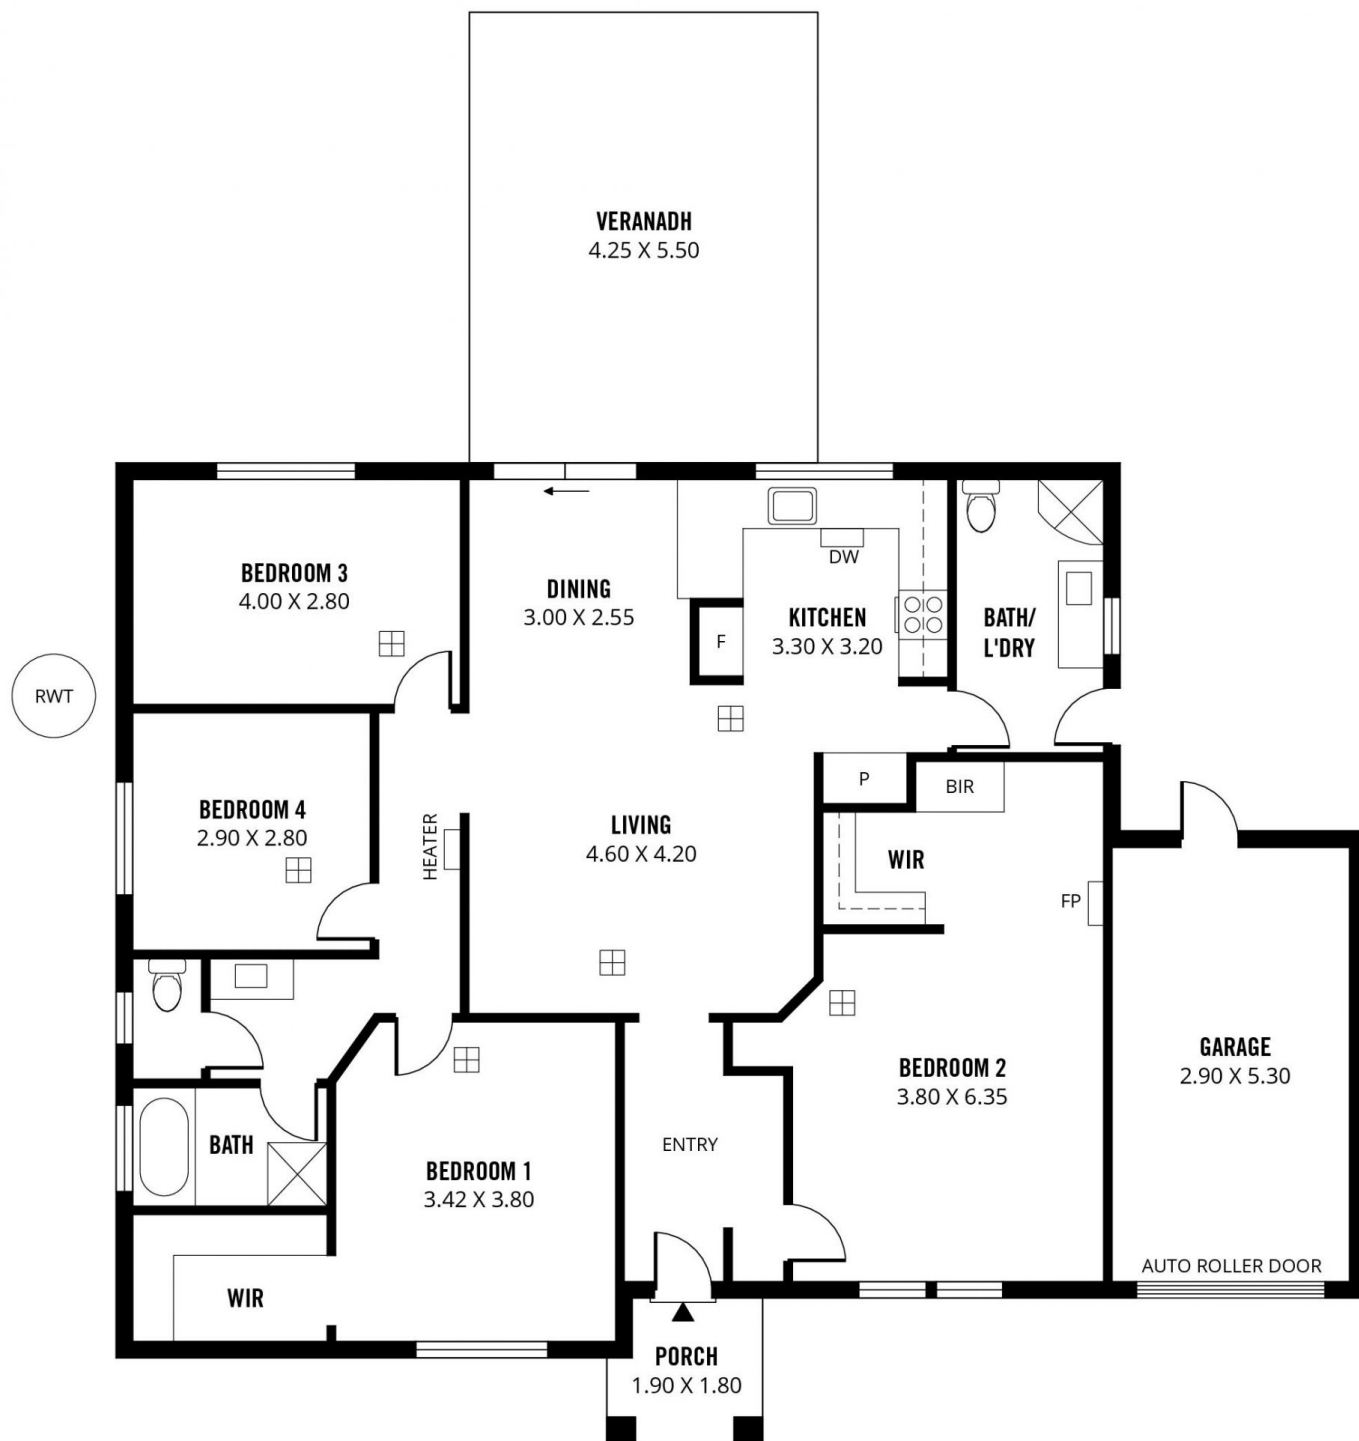 VERANADH
4.25 X 5.50
BEDROOM 3
4.00 X 2.80
DINING
3.00 X 2.55
DW
KITCHEN
3.30 X 3.20
F
BATH/
L'DRY
RWT
BEDROOM 4
2.90 X 2.80
HEATER
LIVING
4.60 X 4.20
P
BIR
WIR
FP
BEDROOM 2
3.80 X 6.35
GARAGE
2.90 X 5.30
BATH
BEDROOM 1
3.42 X 3.80
ENTRY
WIR
AUTO ROLLER DOOR
PORCH
1.90 X 1.80